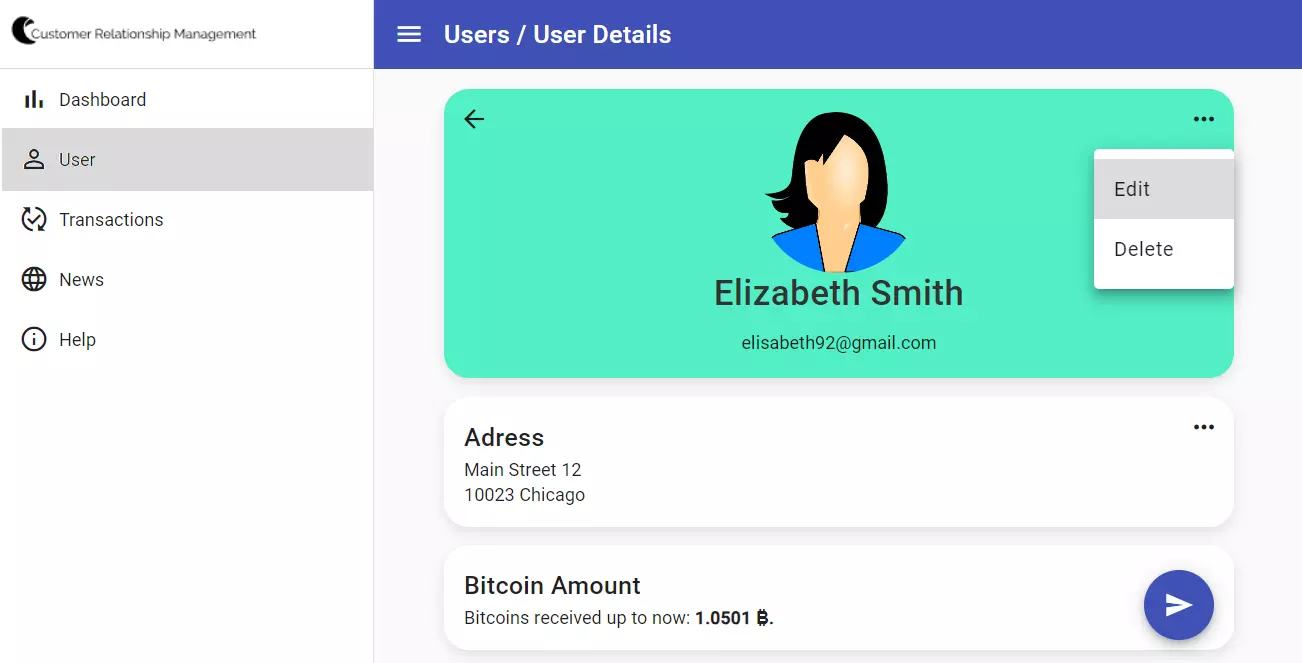 Customer Relationship Management
Users / User Details
Dashboard
User
Transactions
News
Help
Edit
Delete
Elizabeth Smith
elisabeth92@gmail.com
Adress
Main Street 12
10023 Chicago
Bitcoin Amount
Bitcoins received up to now: 1.0501 ₿.